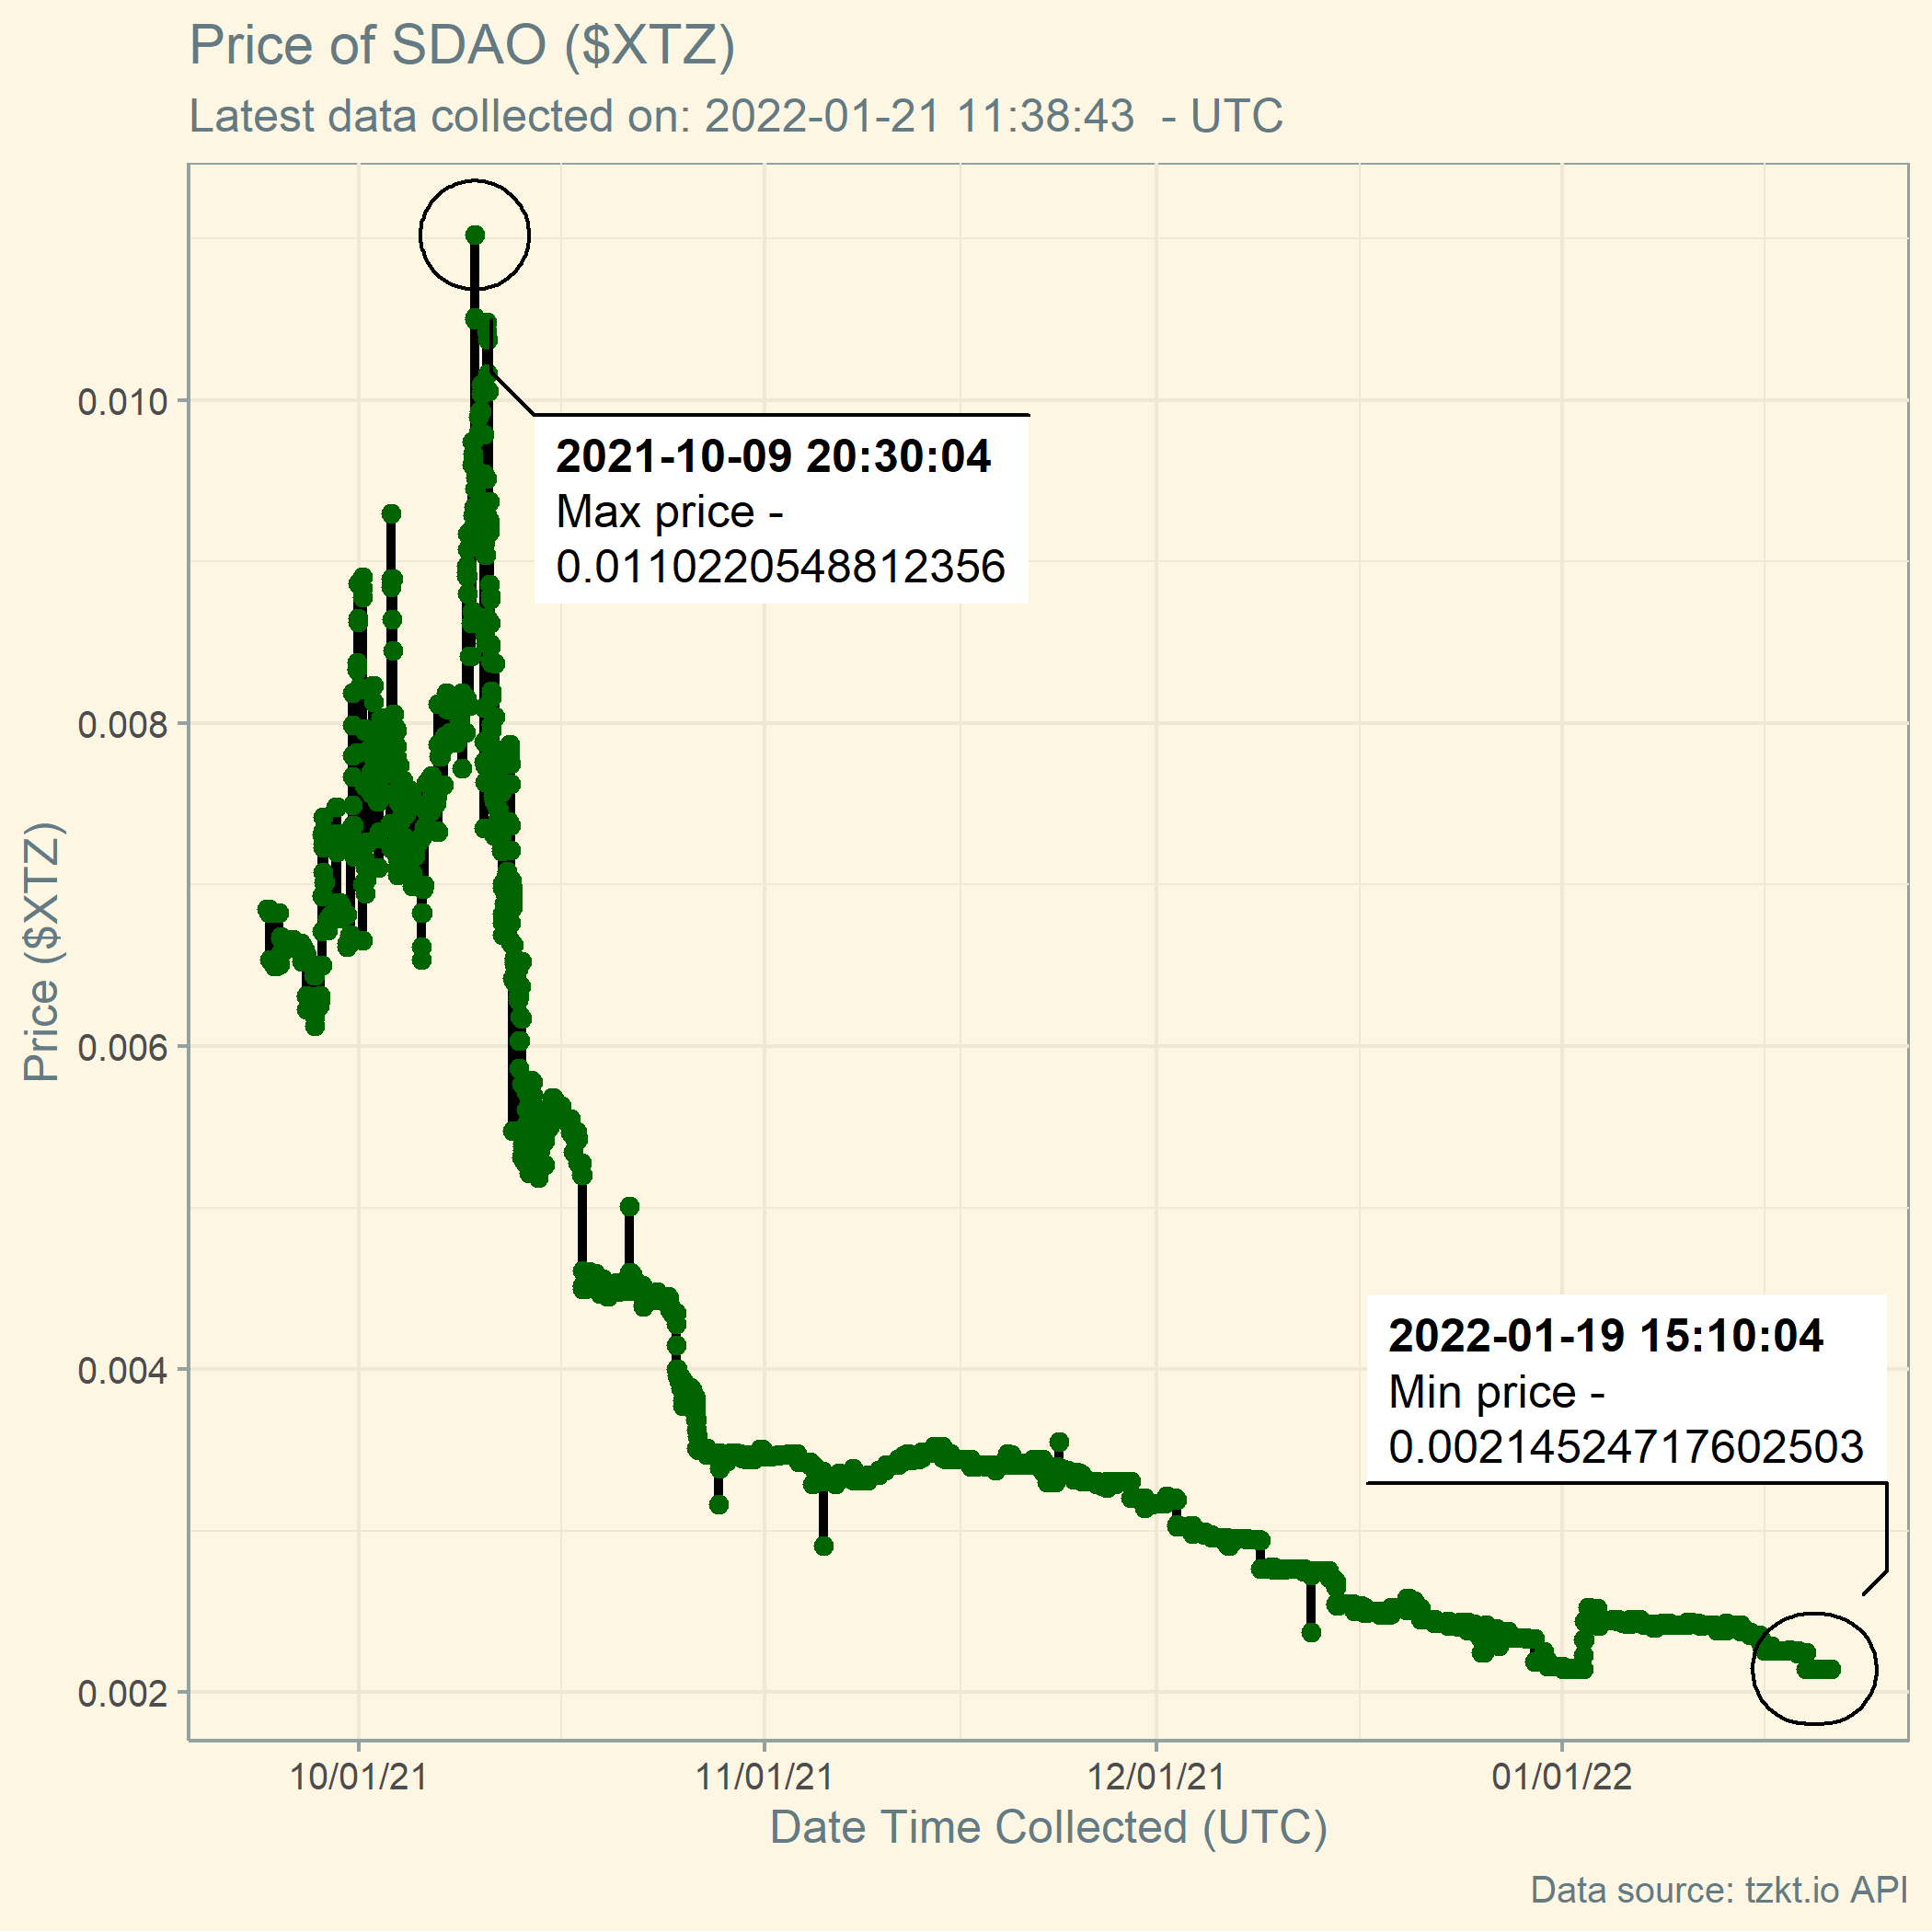 Price of SDAO ($XTZ)
Latest data collected on: 2022-01-21 11:38:43  - UTC
2021-10-09 20:30:04
Max price -
0.0110220548812356
2022-01-19 15:10:04
Min price -
0.00214524717602503
Price ($XTZ)
0.010
0.008
0.006
0.004
0.002
10/01/21
11/01/21
12/01/21
01/01/22
Date Time Collected (UTC)
Data source: tzkt.io API